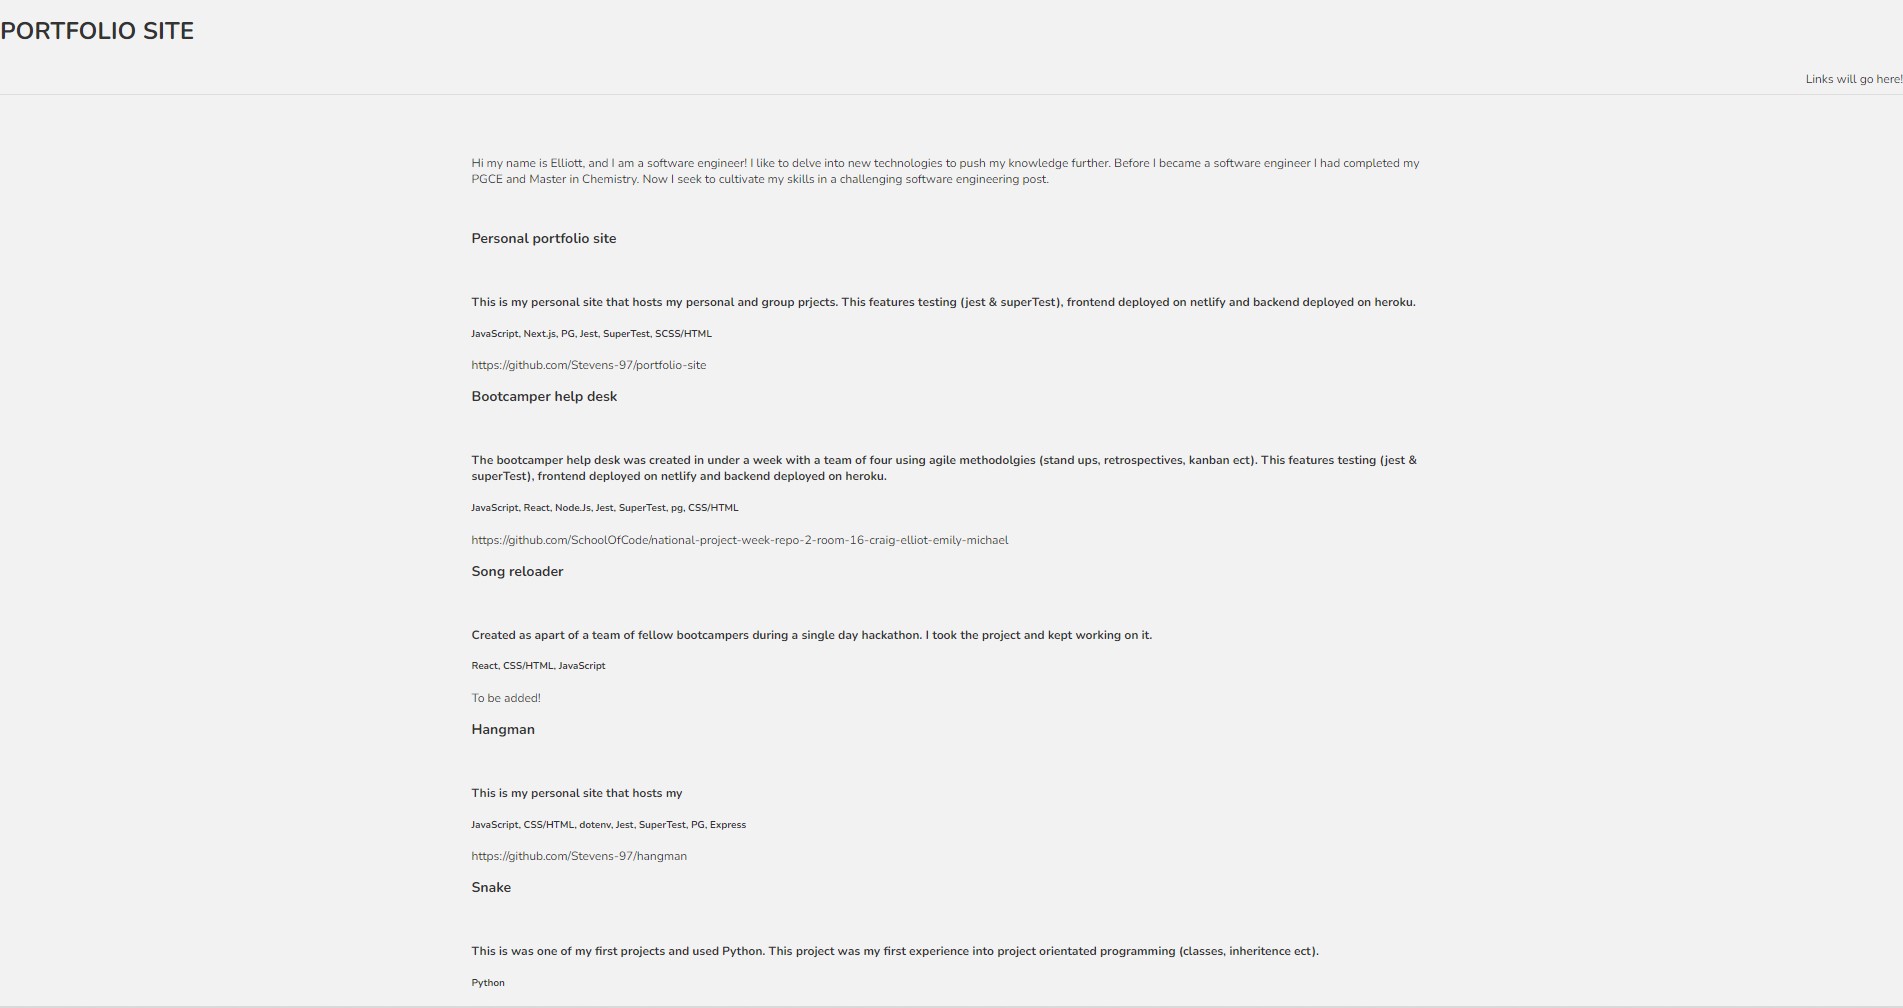 PORTFOLIO SITE
Links will go here!
Hi my name is Elliott, and I am a software engineer! I like to delve into new technologies to push my knowledge further. Before I became a software engineer I had completed my
PGCE and Master in Chemistry. Now I seek to cultivate my skills in a challenging software engineering post.
Personal portfolio site
This is my personal site that hosts my personal and group prjects. This features testing (jest & superTest), frontend deployed on netlify and backend deployed on heroku.
JavaScript, Next.js, PG, Jest, SuperTest, SCSS/HTML
https://github.com/Stevens-97/portfolio-site
Bootcamper help desk
The bootcamper help desk was created in under a week with a team of four using agile methodolgies (stand ups, retrospectives, kanban ect). This features testing (jest &
superTest), frontend deployed on netlify and backend deployed on heroku.
JavaScript, React, Node.Js, Jest, SuperTest, pg, CSS/HTML
https://github.com/SchoolOfCode/national-project-week-repo-2-room-16-craig-elliot-emily-michael
Song reloader
Created as apart of a team of fellow bootcampers during a single day hackathon. I took the project and kept working on it.
React, CSS/HTML, JavaScript
To be added!
Hangman
This is my personal site that hosts my
JavaScript, CSS/HTML, dotenv, Jest, SuperTest, PG, Express
https://github.com/Stevens-97/hangman
Snake
This is was one of my first projects and used Python. This project was my first experience into project orientated programming (classes, inheritence ect).
Python